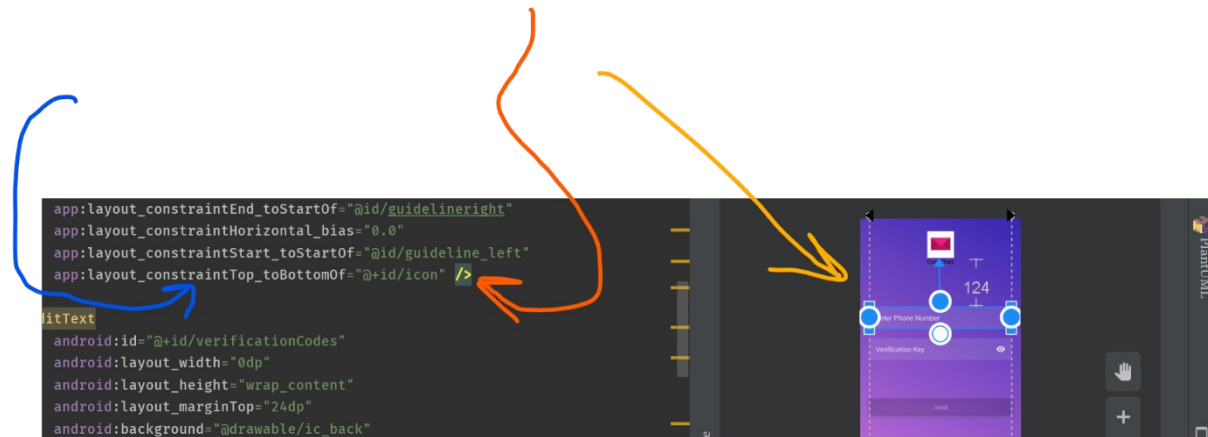 app:layout_constraintEnd_toStartOf="@id/guidelineright"
app:layout_constraintHorizontal_bias="0.0"
app:layout_constraintStart_toStartOf="@id/guideline_left"
app:layout_constraintTop_toBottomOf="@+id/icon" />
ditText
android:id="@+id/verificationCodes"
android:layout_width="0dp"
android:layout_height="wrap_content"
android:layout_marginTop="24dp"
android:background="@drawable/ic_back"
124
nter Phone Number
Verification Key
Send
PlantUML